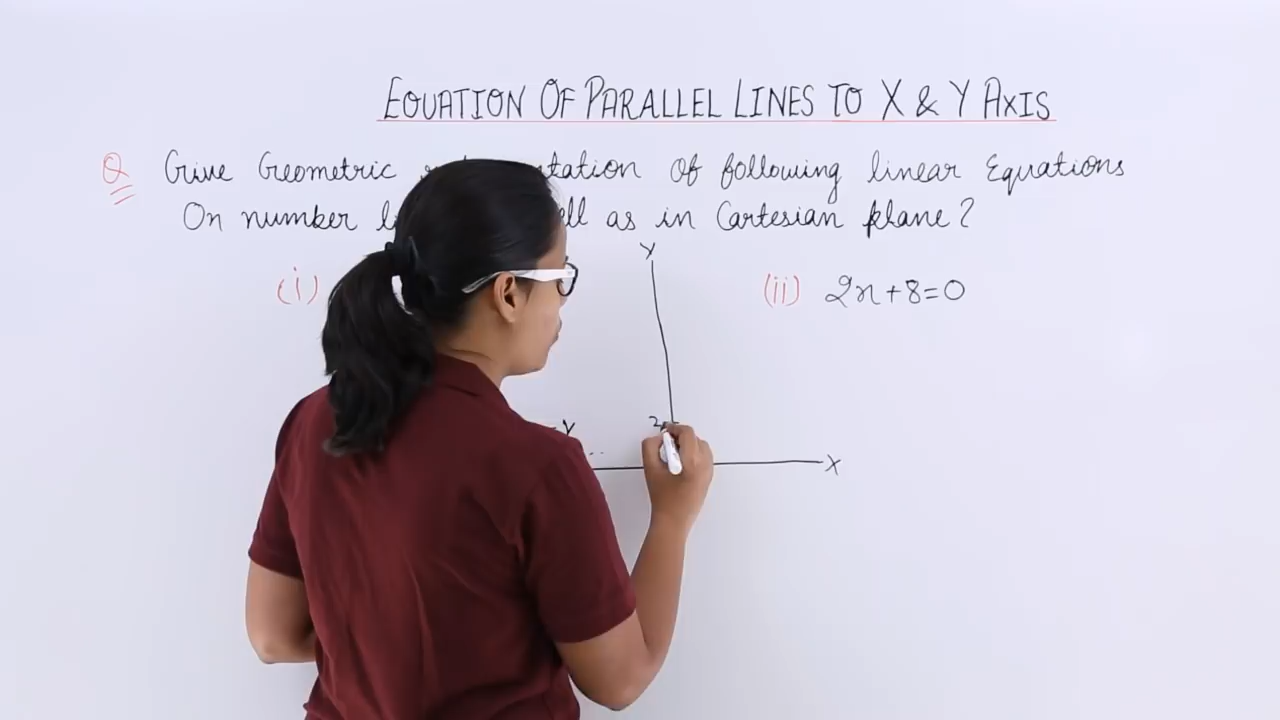 EQUATION OF PARALLEL LINES TO X & Y AXIS
Q Give Geometric of following linear Equations
On number as in Cartesian plane?
(i) (ii) 2x+8=0
Y
2
Y
X